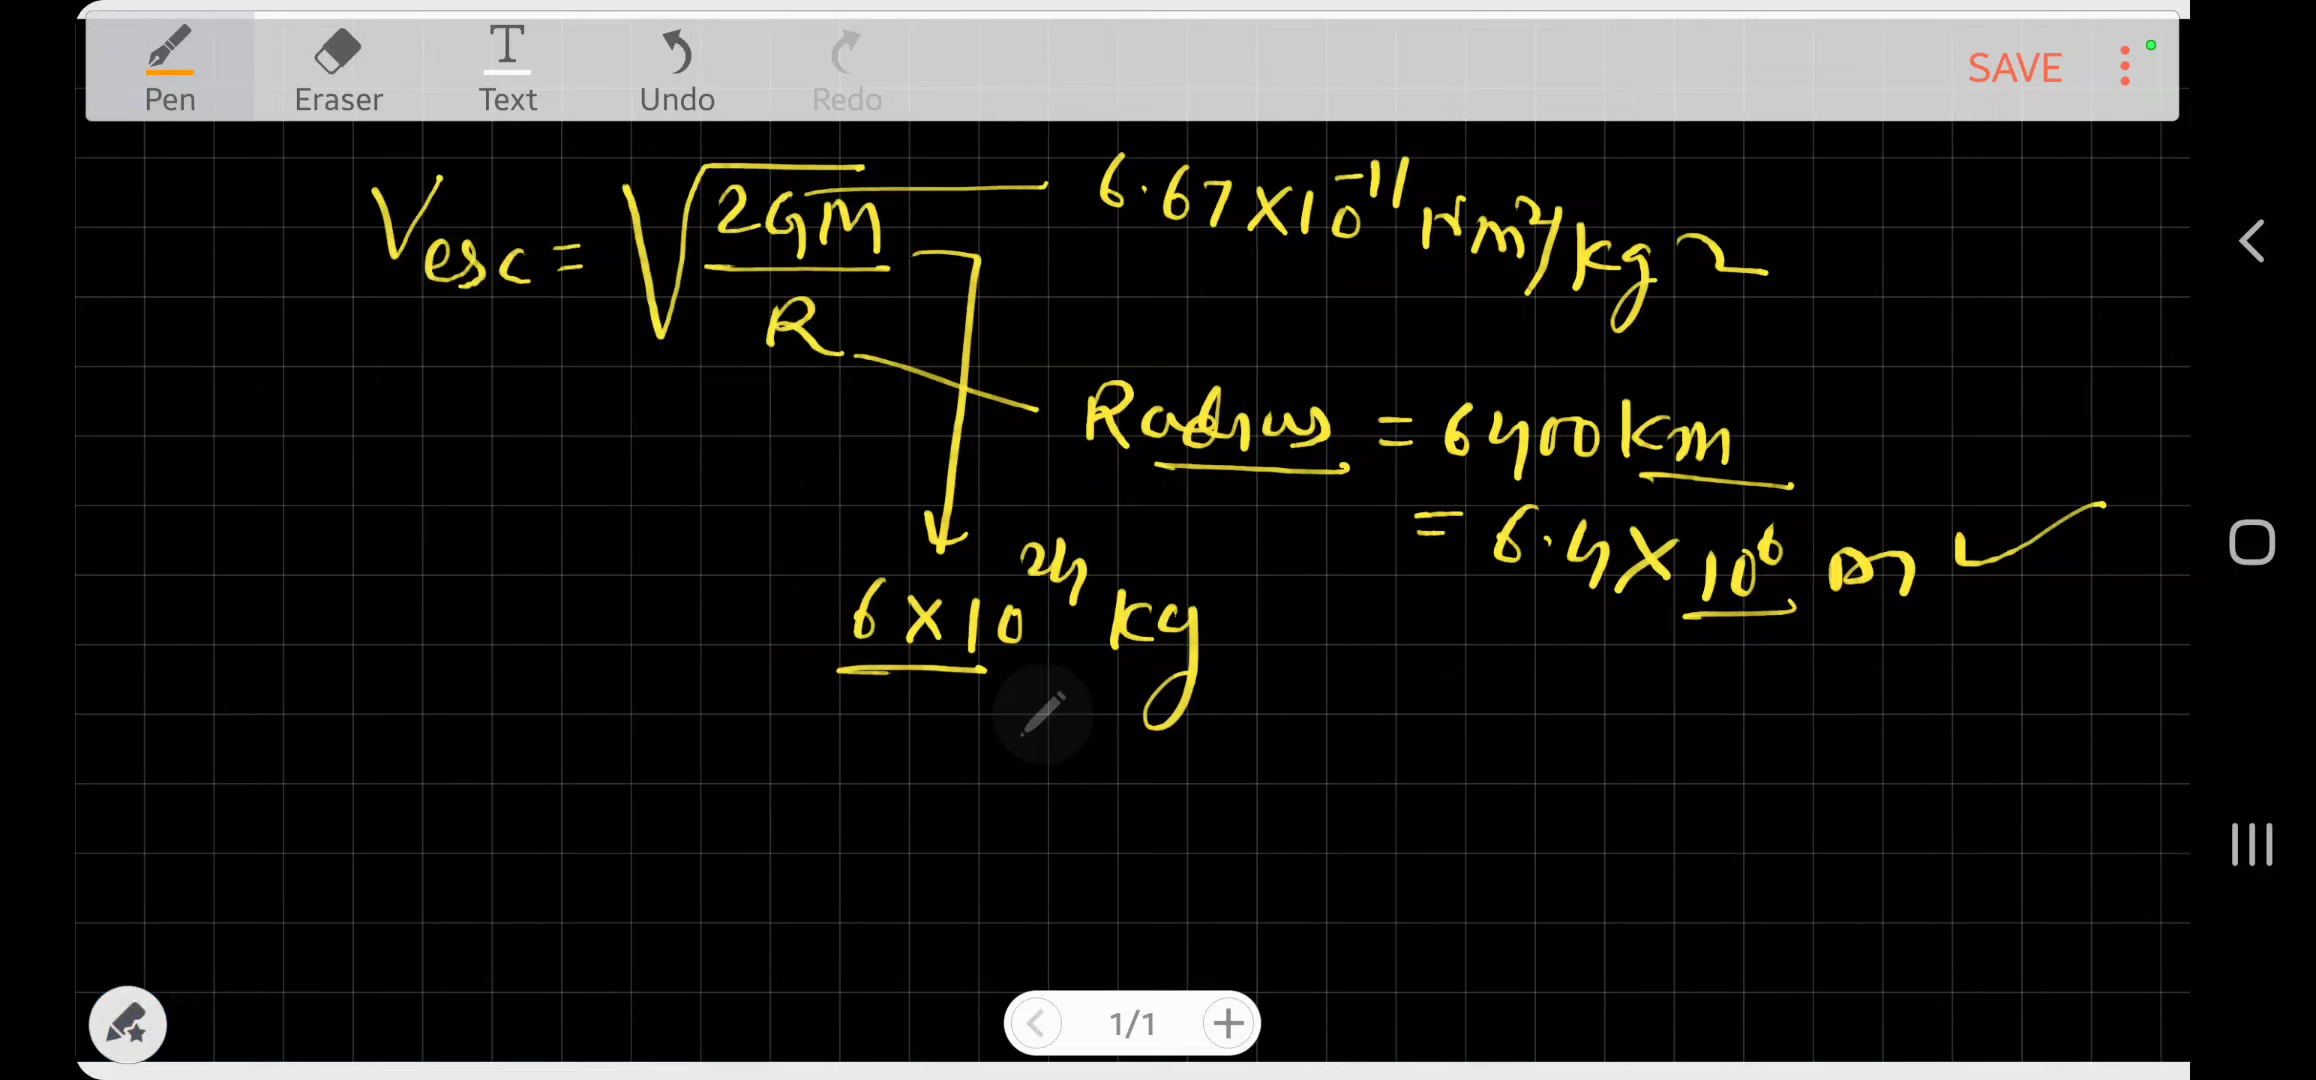 Pen Eraser Text Undo Redo SAVE
Vesc = √2GM/R
6.67×10⁻¹¹ Nm²/kg²
Radius = 6400 km
= 6.4×10⁶ m
6×10²⁴ kg
1/1